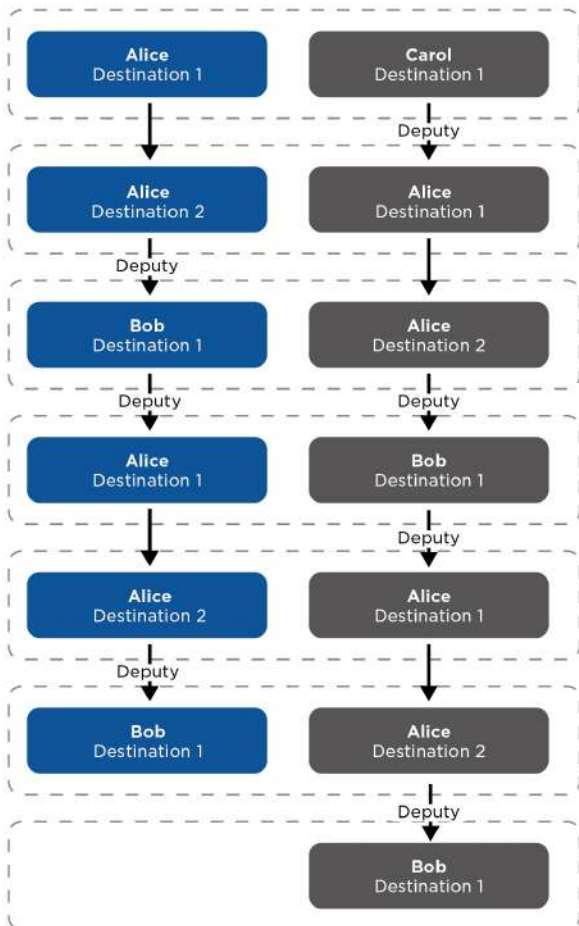 Alice
Destination 1
Carol
Destination 1
Deputy
Alice
Destination 2
Alice
Destination 1
Deputy
Bob
Destination 1
Alice
Destination 2
Deputy
Deputy
Alice
Destination 1
Bob
Destination 1
Deputy
Alice
Destination 2
Alice
Destination 1
Deputy
Bob
Destination 1
Alice
Destination 2
Deputy
Bob
Destination 1